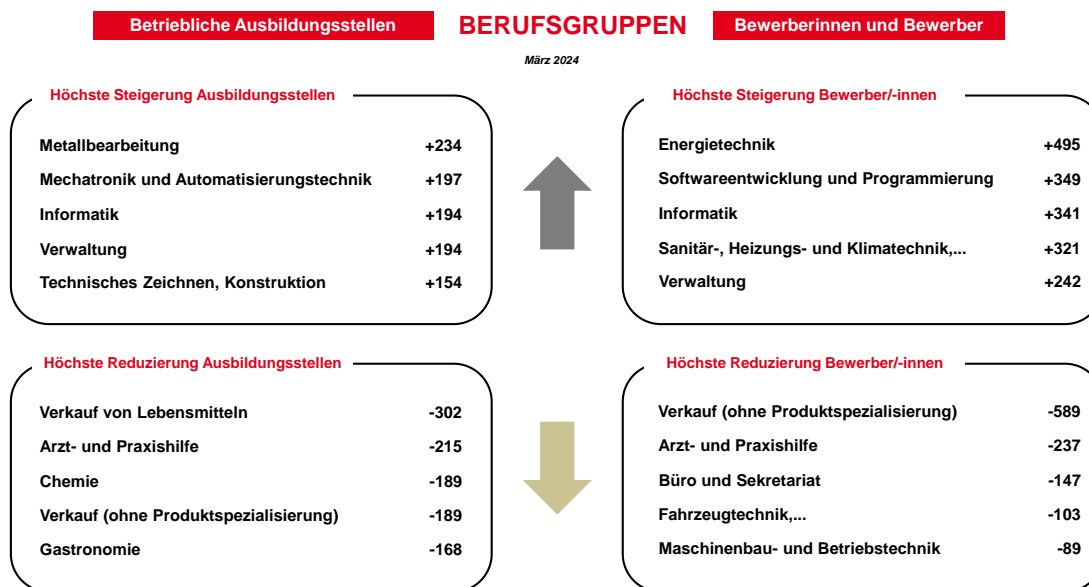 Betriebliche Ausbildungsstellen
BERUFSGRUPPEN
Bewerberinnen und Bewerber
März 2024
Höchste Steigerung Ausbildungsstellen
Metallbearbeitung +234
Mechatronik und Automatisierungstechnik +197
Informatik +194
Verwaltung +194
Technisches Zeichnen, Konstruktion +154
Höchste Steigerung Bewerber/-innen
Energietechnik +495
Softwareentwicklung und Programmierung +349
Informatik +341
Sanitär-, Heizungs- und Klimatechnik,... +321
Verwaltung +242
Höchste Reduzierung Ausbildungsstellen
Verkauf von Lebensmitteln -302
Arzt- und Praxishilfe -215
Chemie -189
Verkauf (ohne Produktspezialisierung) -189
Gastronomie -168
Höchste Reduzierung Bewerber/-innen
Verkauf (ohne Produktspezialisierung) -589
Arzt- und Praxishilfe -237
Büro und Sekretariat -147
Fahrzeugtechnik,... -103
Maschinenbau- und Betriebstechnik -89